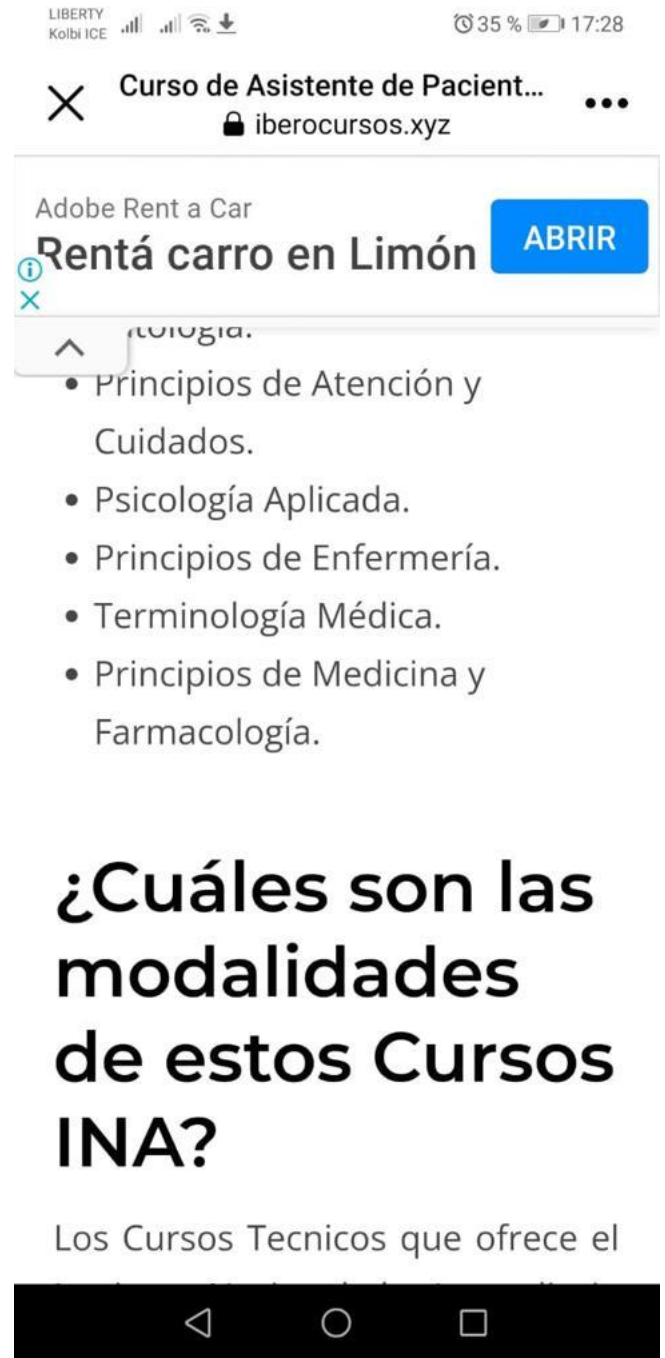 LIBERTY
Kolbi ICE
35 % 17:28
Curso de Asistente de Pacient...
iberocursos.xyz
Adobe Rent a Car
Rentá carro en Limón
ABRIR
• Principios de Atención y
Cuidados.
• Psicología Aplicada.
• Principios de Enfermería.
• Terminología Médica.
• Principios de Medicina y
Farmacología.
¿Cuáles son las
modalidades
de estos Cursos
INA?
Los Cursos Tecnicos que ofrece el